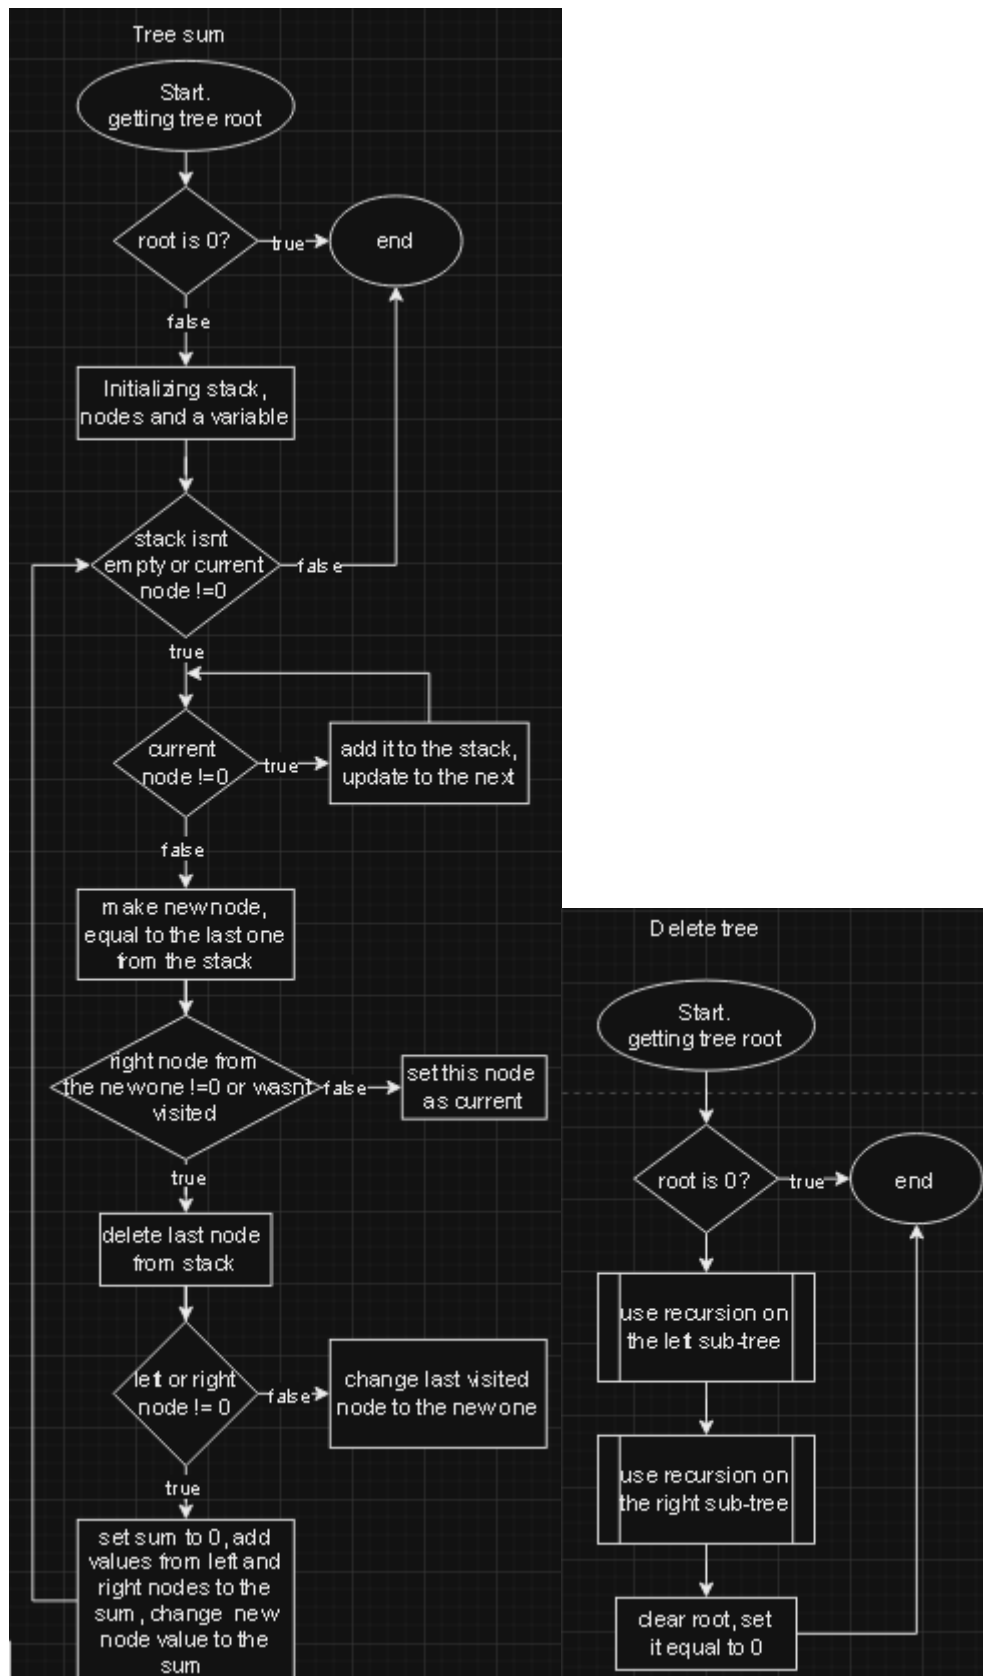 Tree sum
Start.
getting tree root
root is 0?
true
end
false
Initializing stack,
nodes and a variable
stack isnt
empty or current
node !=0
false
true
current
node !=0
true
add it to the stack,
update to the next
false
make new node,
equal to the last one
from the stack
right node from
the new one !=0 or wasnt
visited
false
set this node
as current
true
delete last node
from stack
left or right
node != 0
false
change last visited
node to the new one
true
set sum to 0, add
values from left and
right nodes to the
sum, change new
node value to the
sum
Delete tree
Start.
getting tree root
root is 0?
true
end
use recursion on
the left sub-tree
use recursion on
the right sub-tree
clear root, set
it equal to 0